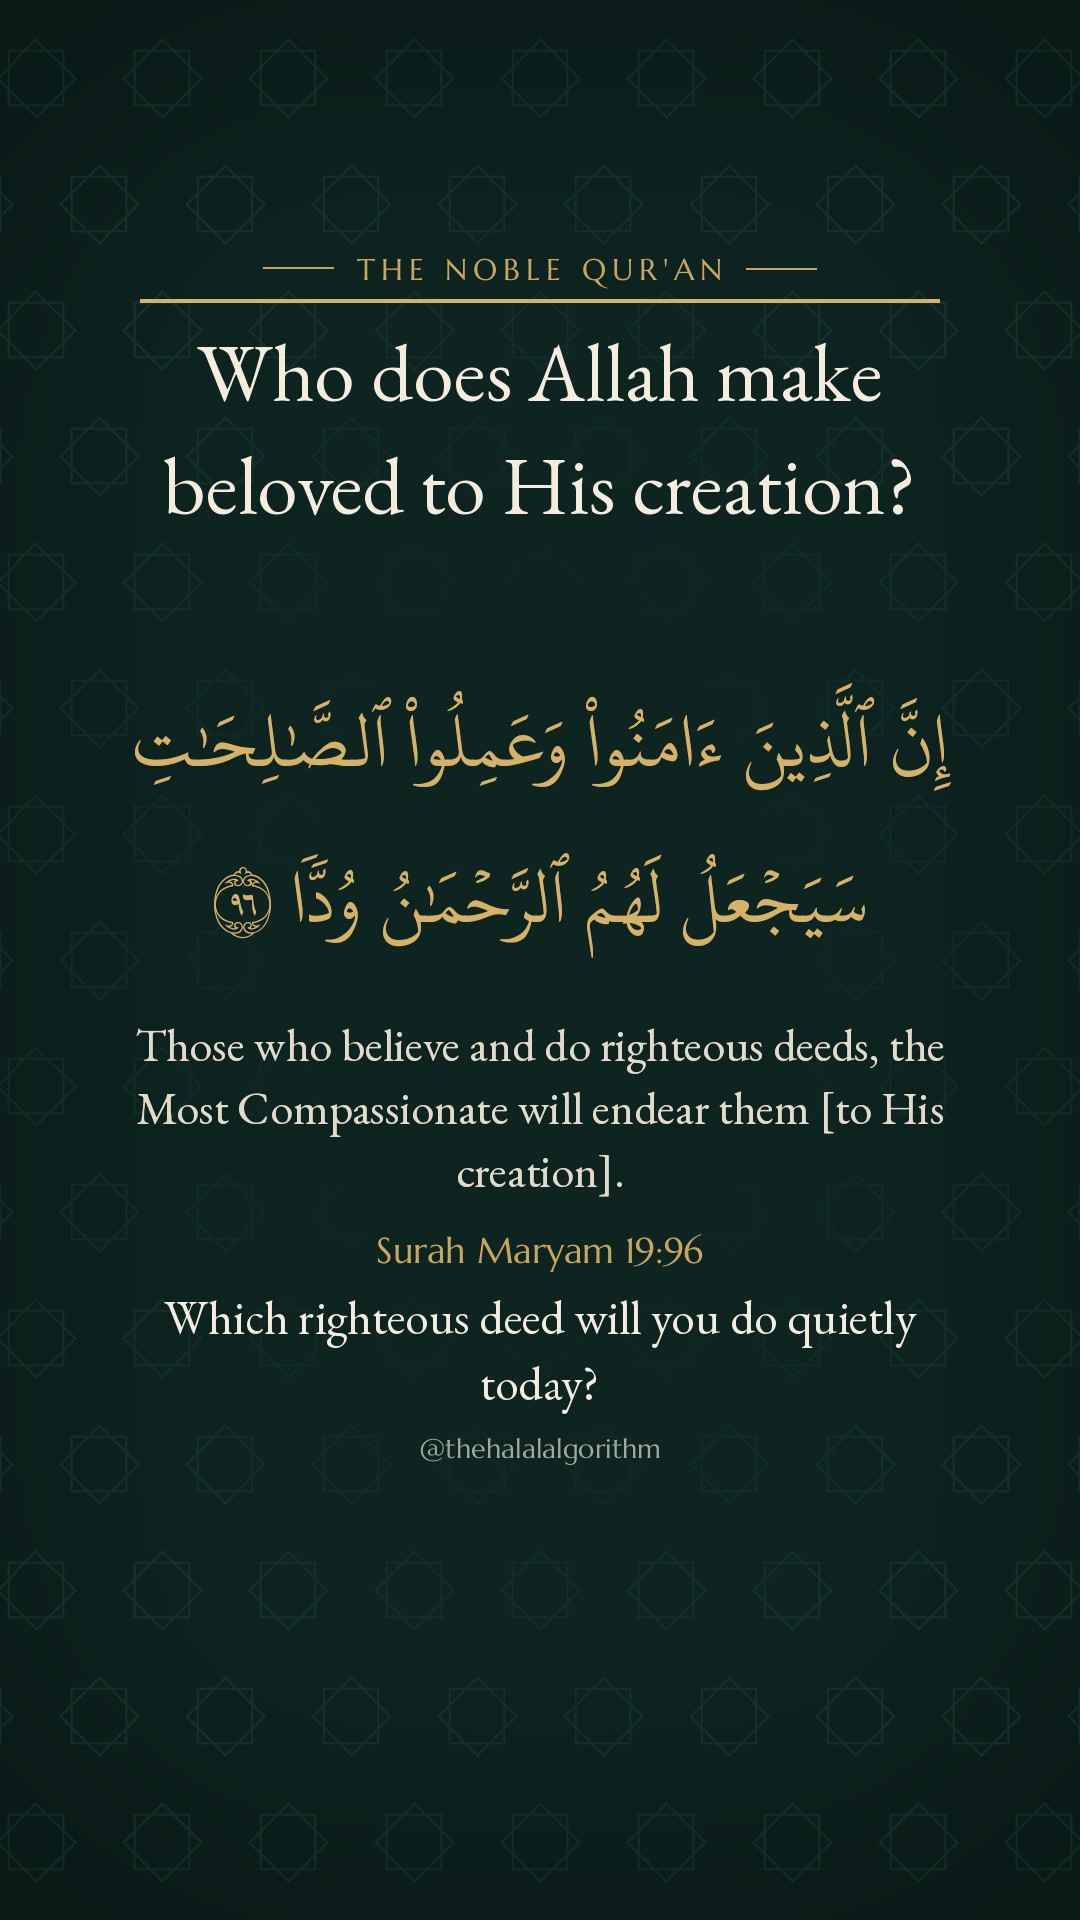 THE NOBLE QUR'AN
Who does Allah make
beloved to His creation?
إِنَّ ٱلَّذِينَ ءَامَنُوا۟ وَعَمِلُوا۟ ٱلصَّـٰلِحَـٰتِ
سَيَجْعَلُ لَهُمُ ٱلرَّحْمَـٰنُ وُدًّۭا ٩٦
Those who believe and do righteous deeds, the
Most Compassionate will endear them [to His
creation].
Surah Maryam 19:96
Which righteous deed will you do quietly
today?
@thehalalalgorithm